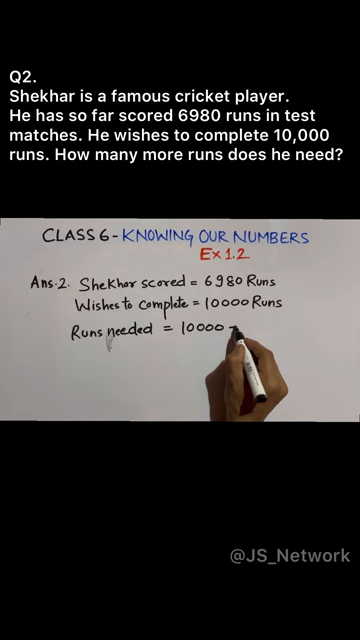 Q2.
Shekhar is a famous cricket player.
He has so far scored 6980 runs in test
matches. He wishes to complete 10,000
runs. How many more runs does he need?
CLASS 6 - KNOWING OUR NUMBERS
Ex 1.2
Ans.2. Shekhar scored = 6980 Runs
Wishes to complete = 10000 Runs
Runs needed = 10000 -
@JS_Network